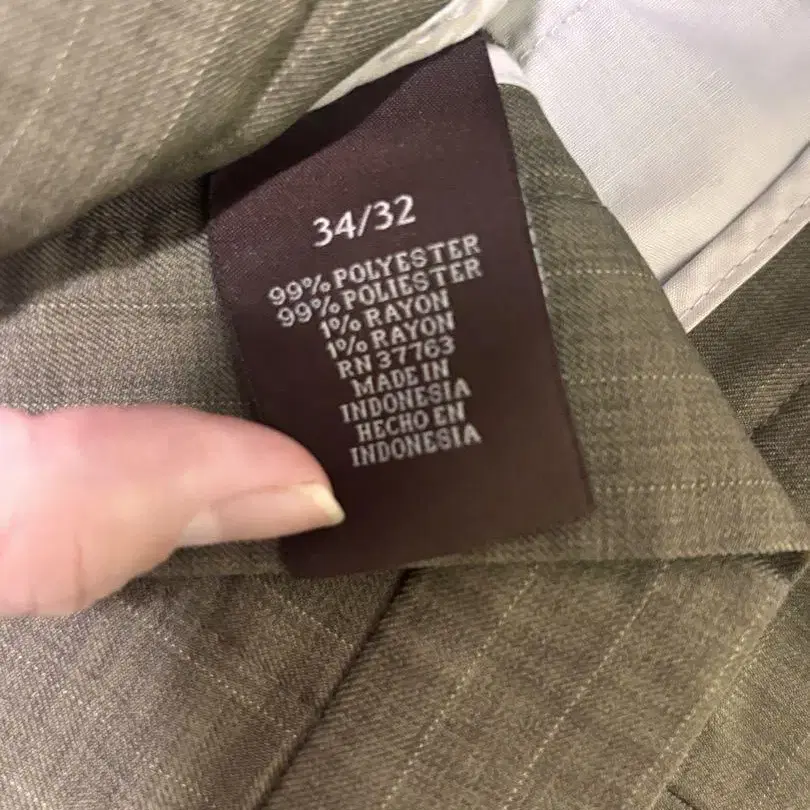 34/32
99% POLYESTER
99% POLIESTER
1% RAYON
1% RAYON
RN 37763
MADE IN
INDONESIA
HECHO EN
INDONESIA